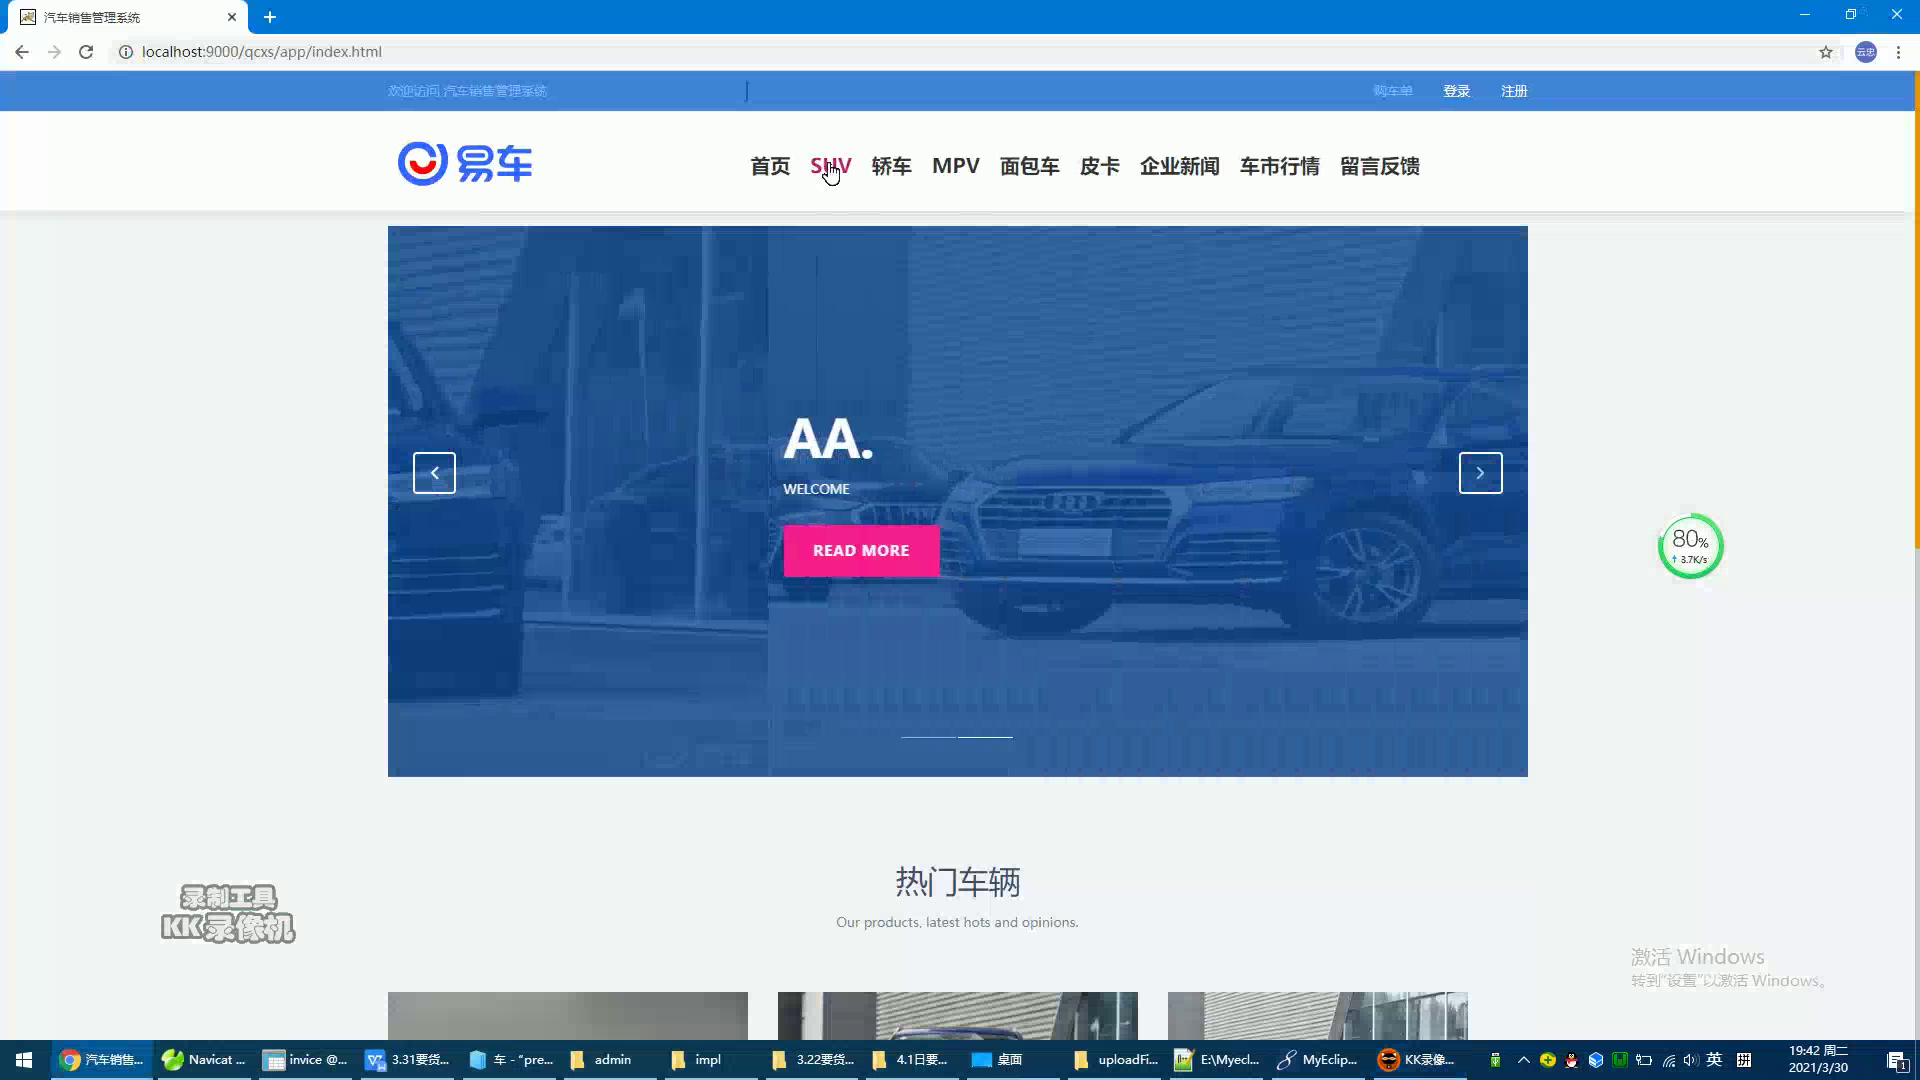 汽车销售管理系统
localhost:9000/qcxs/app/index.html
云忠
欢迎访问 汽车销售管理系统
购车单 登录 注册
易车
首页 SUV 轿车 MPV 面包车 皮卡 企业新闻 车市行情 留言反馈
AA.
WELCOME
READ MORE
80%
3.7K/s
热门车辆
Our products, latest hots and opinions.
录制工具
KK录像机
激活 Windows
转到"设置"以激活 Windows。
汽车销售... Navicat ... invice @... 3.31要货... 车 - "pre... admin impl 3.22要货... 4.1日要... 桌面 uploadFi... E:\Myecl... MyEclip... KK录像... 英 拼 19:42 周二
2021/3/30
1